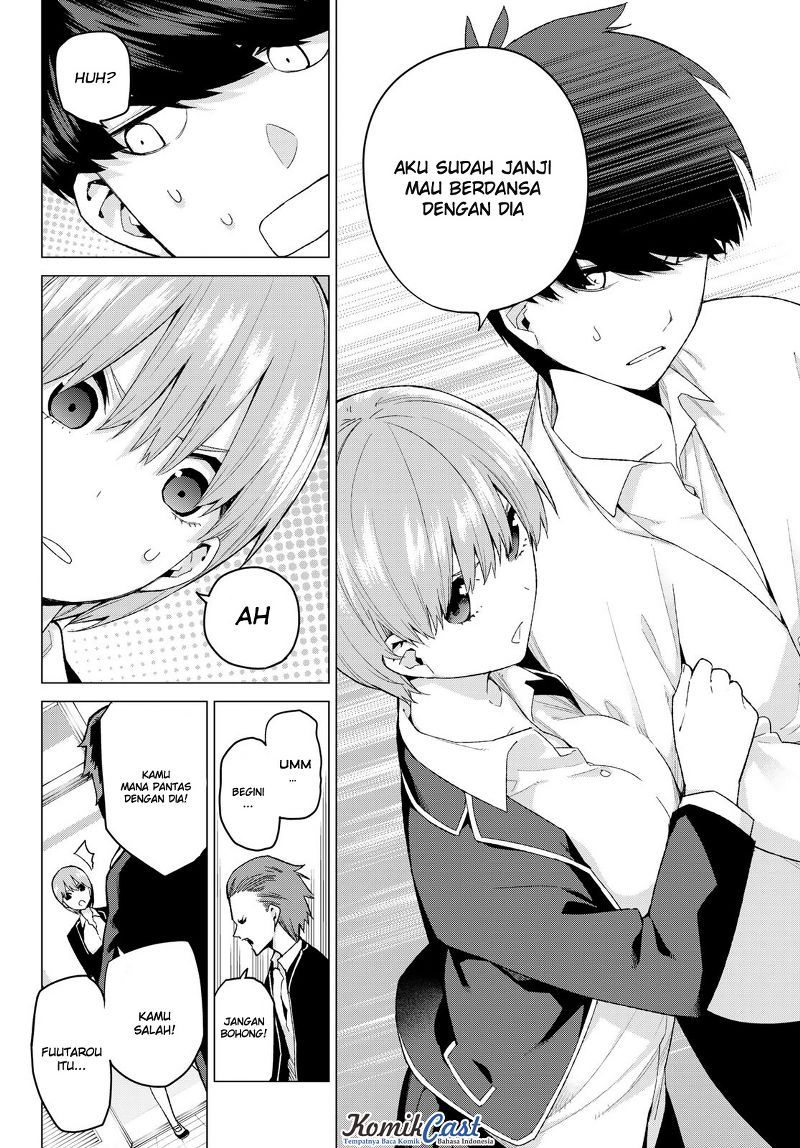 AKU SUDAH JANJI
MAU BERDANSA
DENGAN DIA
HUH?
AH
UMM
...
BEGINI
...
JANGAN
BOHONG!
KAMU
MANA PANTAS
DENGAN DIA!
KAMU
SALAH!
FUUTAROU
ITU...
KomikCast
Tempatnya Baca Komik Bahasa Indonesia